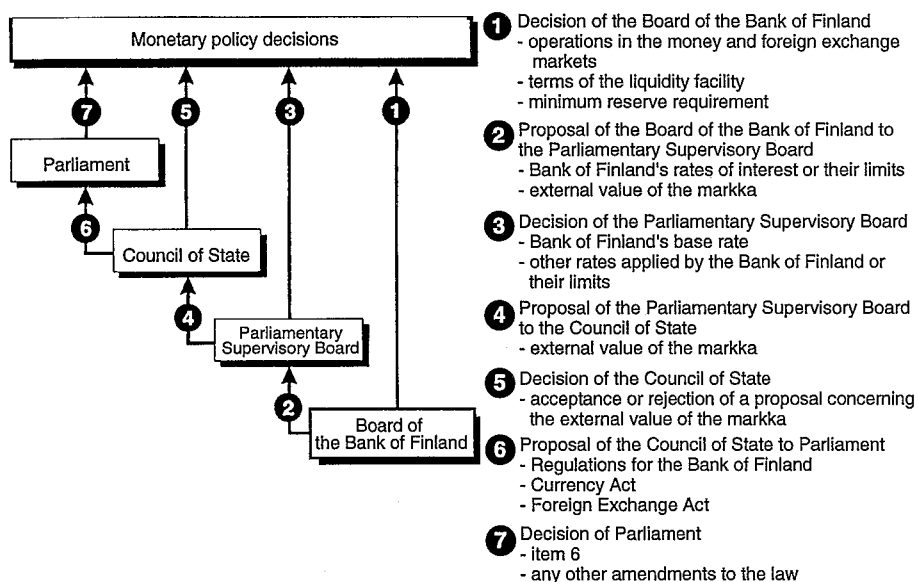 Monetary policy decisions
7
5
3
1
Parliament
6
Council of State
4
Parliamentary
Supervisory Board
2
Board of
the Bank of Finland
1 Decision of the Board of the Bank of Finland
- operations in the money and foreign exchange
markets
- terms of the liquidity facility
- minimum reserve requirement
2 Proposal of the Board of the Bank of Finland to
the Parliamentary Supervisory Board
- Bank of Finland's rates of interest or their limits
- external value of the markka
3 Decision of the Parliamentary Supervisory Board
- Bank of Finland's base rate
- other rates applied by the Bank of Finland or
their limits
4 Proposal of the Parliamentary Supervisory Board
to the Council of State
- external value of the markka
5 Decision of the Council of State
- acceptance or rejection of a proposal concerning
the external value of the markka
6 Proposal of the Council of State to Parliament
- Regulations for the Bank of Finland
- Currency Act
- Foreign Exchange Act
7 Decision of Parliament
- item 6
- any other amendments to the law